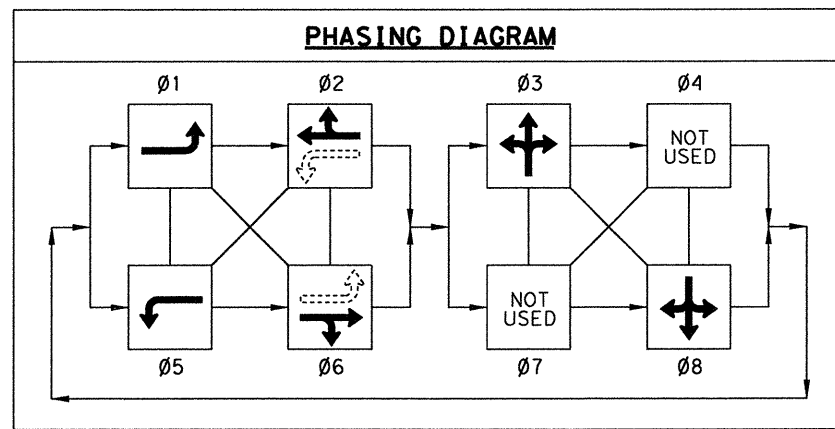 PHASING DIAGRAM
Ø1
Ø2
Ø3
Ø4
NOT
USED
NOT
USED
Ø5
Ø6
Ø7
Ø8